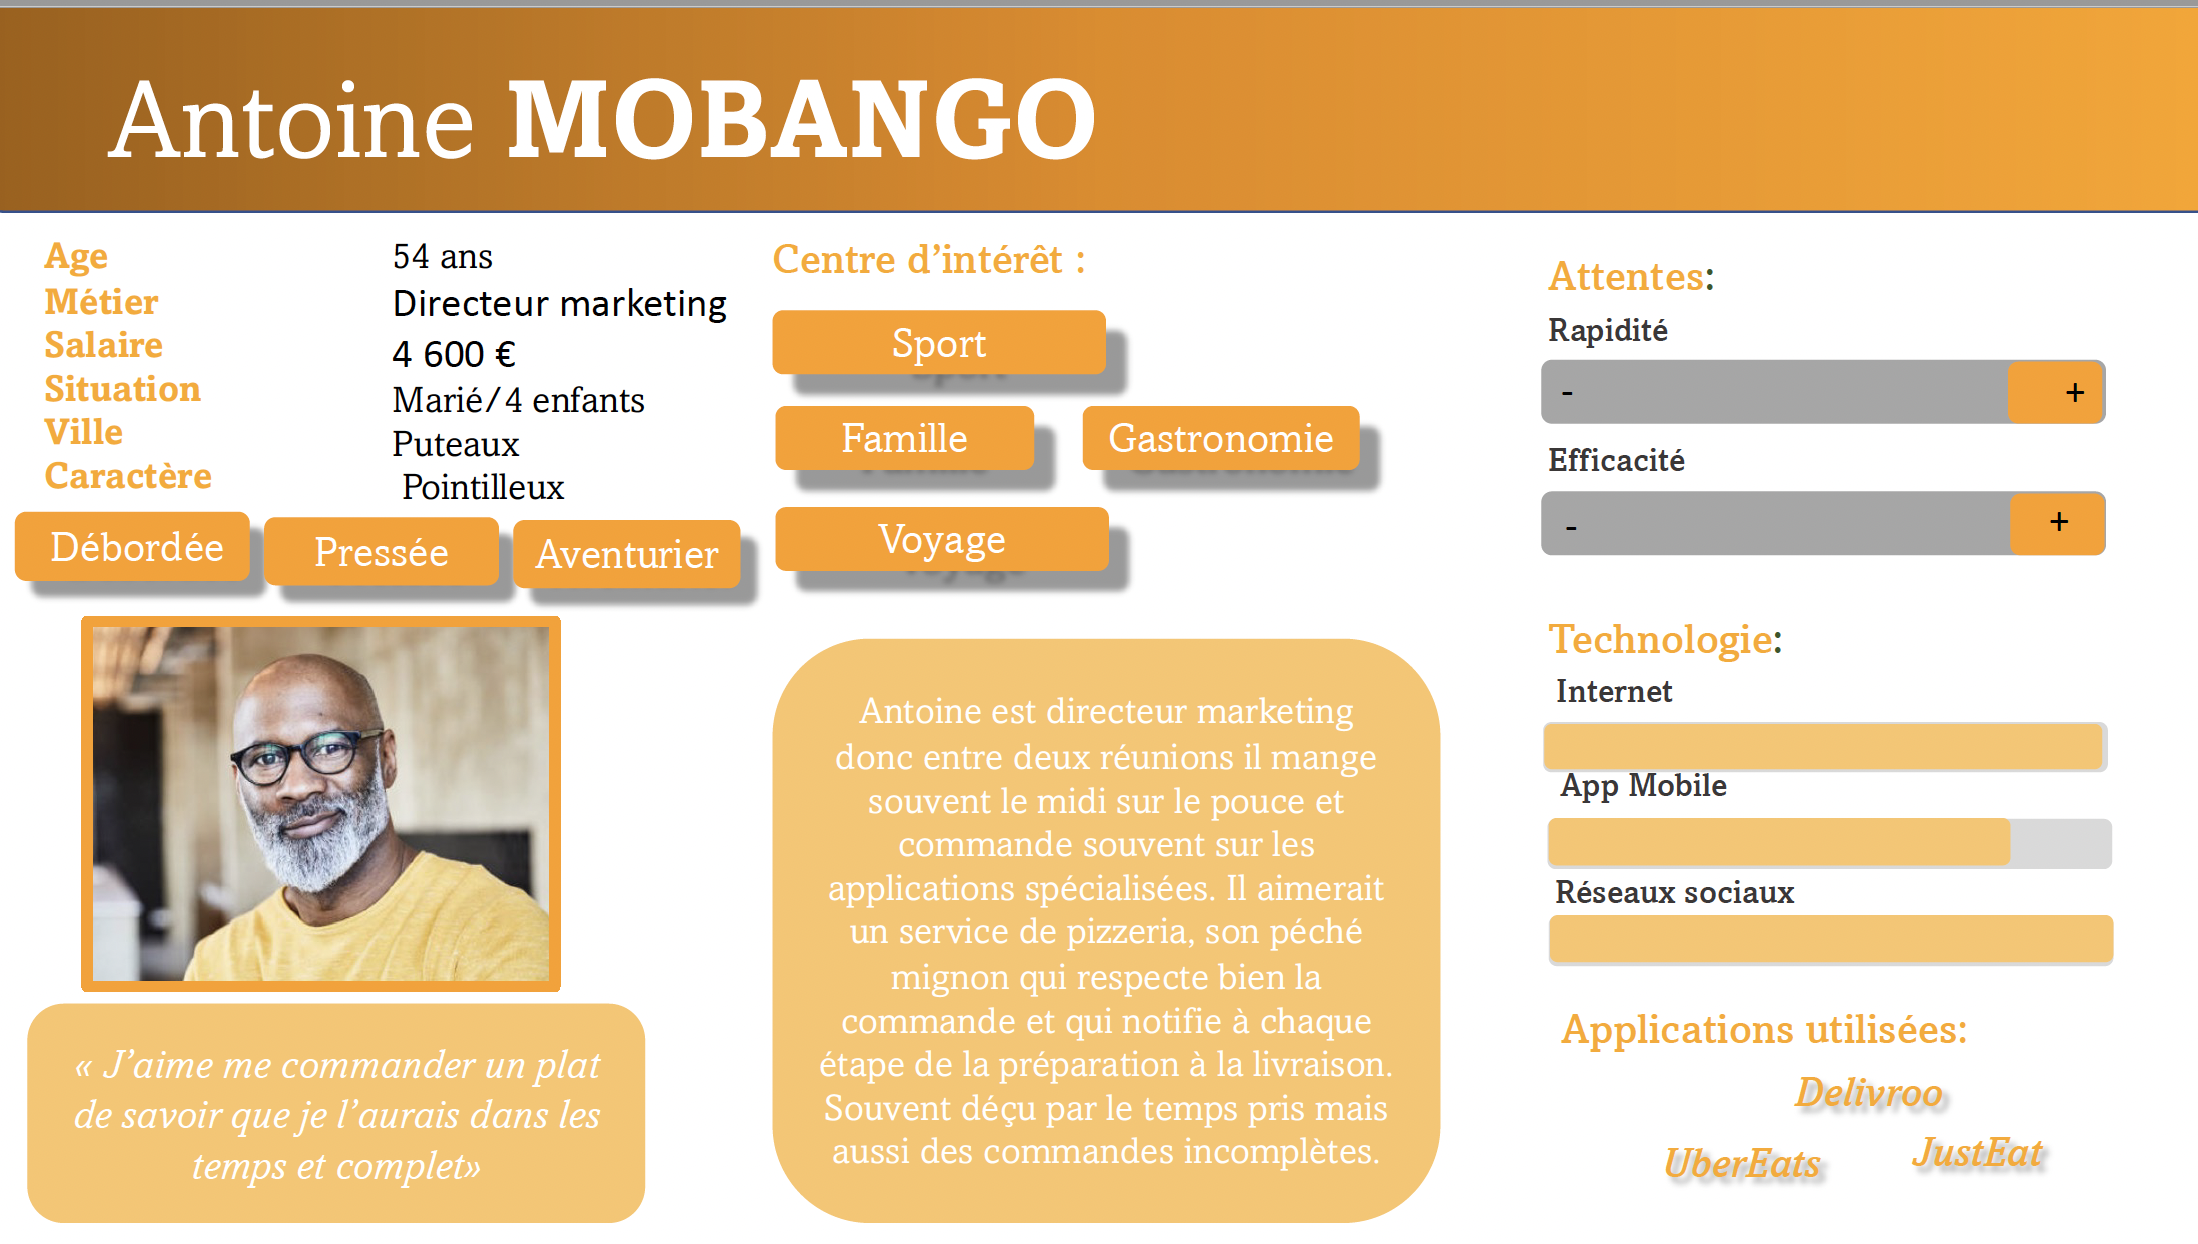 Antoine MOBANGO
Age 54 ans
Métier Directeur marketing
Salaire 4 600 €
Situation Marié/4 enfants
Ville Puteaux
Caractère Pointilleux
Débordée Pressée Aventurier
« J’aime me commander un plat
de savoir que je l’aurais dans les
temps et complet»
Centre d’intérêt :
Sport
Famille Gastronomie
Voyage
Antoine est directeur marketing
donc entre deux réunions il mange
souvent le midi sur le pouce et
commande souvent sur les
applications spécialisées. Il aimerait
un service de pizzeria, son péché
mignon qui respecte bien la
commande et qui notifie à chaque
étape de la préparation à la livraison.
Souvent déçu par le temps pris mais
aussi des commandes incomplètes.
Attentes:
Rapidité
- +
Efficacité
- +
Technologie:
Internet
App Mobile
Réseaux sociaux
Applications utilisées:
Delivroo
UberEats JustEat